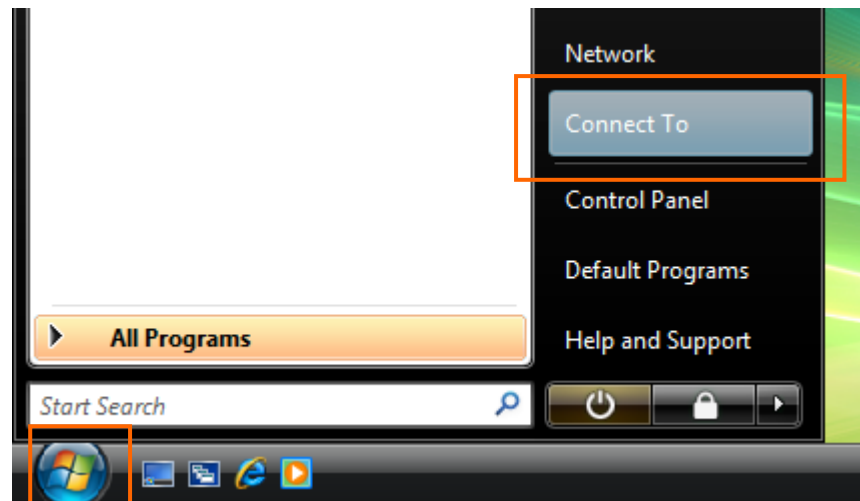 Network
Connect To
Control Panel
Default Programs
All Programs
Help and Support
Start Search